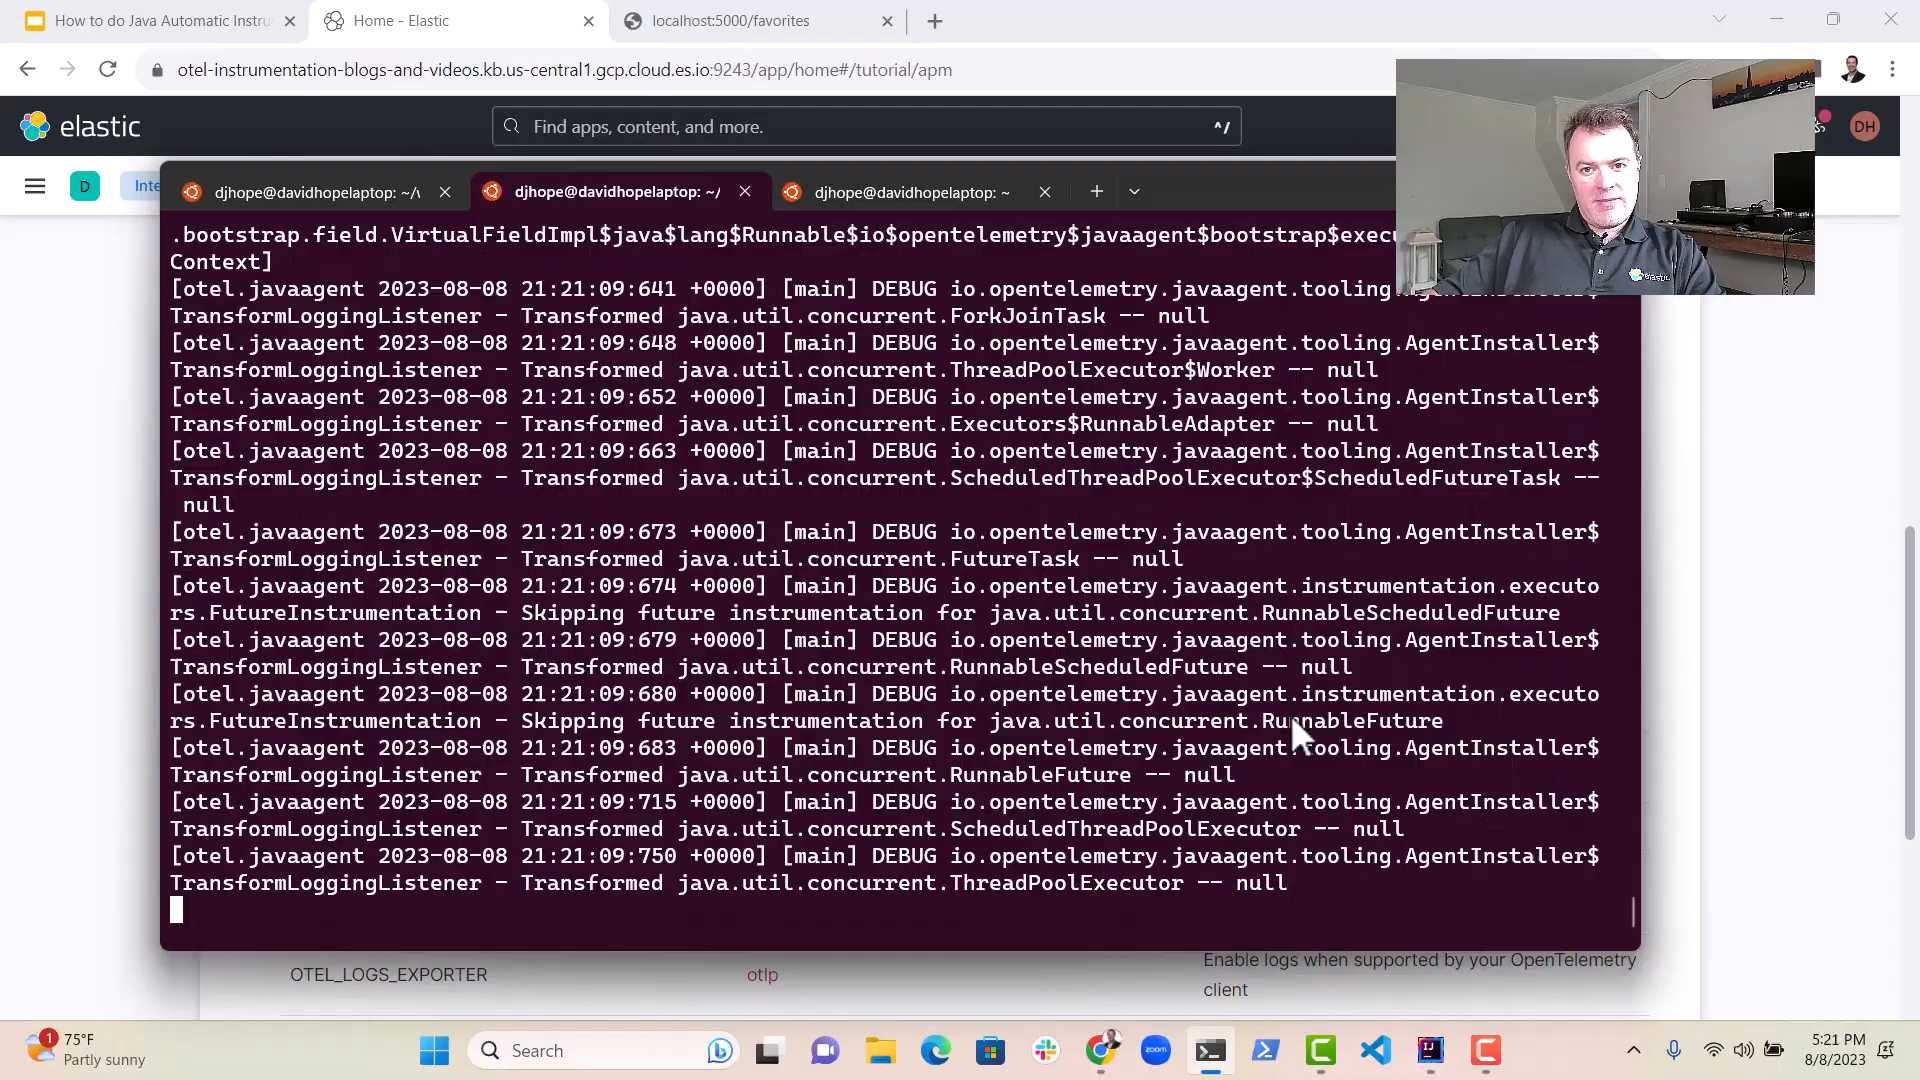 How to do Java Automatic Instru
Home - Elastic
localhost:5000/favorites
otel-instrumentation-blogs-and-videos.kb.us-central1.gcp.cloud.es.io:9243/app/home#/tutorial/apm
elastic
Find apps, content, and more.
^/
DH
D
Inte
djhope@davidhopelaptop: ~/\
djhope@davidhopelaptop: ~/
djhope@davidhopelaptop: ~
.bootstrap.field.VirtualFieldImpl$java$lang$Runnable$io$opentelemetry$javaagent$bootstrap$execu
Context]
[otel.javaagent 2023-08-08 21:21:09:641 +0000] [main] DEBUG io.opentelemetry.javaagent.tooling.AgentInstaller$
TransformLoggingListener - Transformed java.util.concurrent.ForkJoinTask -- null
[otel.javaagent 2023-08-08 21:21:09:648 +0000] [main] DEBUG io.opentelemetry.javaagent.tooling.AgentInstaller$
TransformLoggingListener - Transformed java.util.concurrent.ThreadPoolExecutor$Worker -- null
[otel.javaagent 2023-08-08 21:21:09:652 +0000] [main] DEBUG io.opentelemetry.javaagent.tooling.AgentInstaller$
TransformLoggingListener - Transformed java.util.concurrent.Executors$RunnableAdapter -- null
[otel.javaagent 2023-08-08 21:21:09:663 +0000] [main] DEBUG io.opentelemetry.javaagent.tooling.AgentInstaller$
TransformLoggingListener - Transformed java.util.concurrent.ScheduledThreadPoolExecutor$ScheduledFutureTask --
null
[otel.javaagent 2023-08-08 21:21:09:673 +0000] [main] DEBUG io.opentelemetry.javaagent.tooling.AgentInstaller$
TransformLoggingListener - Transformed java.util.concurrent.FutureTask -- null
[otel.javaagent 2023-08-08 21:21:09:674 +0000] [main] DEBUG io.opentelemetry.javaagent.instrumentation.executo
rs.FutureInstrumentation - Skipping future instrumentation for java.util.concurrent.RunnableScheduledFuture
[otel.javaagent 2023-08-08 21:21:09:679 +0000] [main] DEBUG io.opentelemetry.javaagent.tooling.AgentInstaller$
TransformLoggingListener - Transformed java.util.concurrent.RunnableScheduledFuture -- null
[otel.javaagent 2023-08-08 21:21:09:680 +0000] [main] DEBUG io.opentelemetry.javaagent.instrumentation.executo
rs.FutureInstrumentation - Skipping future instrumentation for java.util.concurrent.RunnableFuture
[otel.javaagent 2023-08-08 21:21:09:683 +0000] [main] DEBUG io.opentelemetry.javaagent.tooling.AgentInstaller$
TransformLoggingListener - Transformed java.util.concurrent.RunnableFuture -- null
[otel.javaagent 2023-08-08 21:21:09:715 +0000] [main] DEBUG io.opentelemetry.javaagent.tooling.AgentInstaller$
TransformLoggingListener - Transformed java.util.concurrent.ScheduledThreadPoolExecutor -- null
[otel.javaagent 2023-08-08 21:21:09:750 +0000] [main] DEBUG io.opentelemetry.javaagent.tooling.AgentInstaller$
TransformLoggingListener - Transformed java.util.concurrent.ThreadPoolExecutor -- null
OTEL_LOGS_EXPORTER
otlp
Enable logs when supported by your OpenTelemetry
client
elastic
1
75°F
Partly sunny
Search
zoom
5:21 PM
8/8/2023